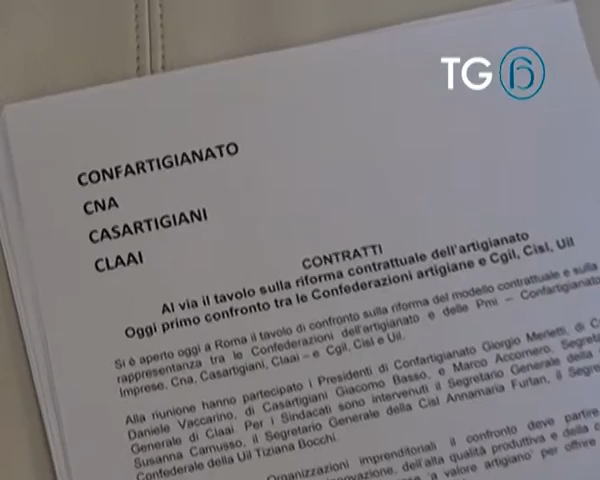 TG6
CONFARTIGIANATO
CNA
CASARTIGIANI
CLAAI
CONTRATTI
Al via il tavolo sulla riforma contrattuale dell'artigianato
Oggi primo confronto tra le Confederazioni artigiane e Cgil, Cisl, Uil
Si è aperto oggi a Roma il tavolo di confronto sulla riforma del modello contrattuale e sulla
rappresentanza tra le Confederazioni dell'artigianato e delle Pmi – Confartigianato
Imprese, Cna, Casartigiani, Claai – e Cgil, Cisl e Uil.
Alla riunione hanno partecipato i Presidenti di Confartigianato Giorgio Merletti, di C
Daniele Vaccarino, di Casartigiani Giacomo Basso, e Marco Accornero, Segreta
Generale di Claai. Per i Sindacati sono intervenuti il Segretario Generale della
Susanna Camusso, il Segretario Generale della Cisl Annamaria Furlan, il Segre
Confederale della Uil Tiziana Bocchi.
Organizzazioni imprenditoriali il confronto deve partire
innovazione, dell'alta qualità produttiva e della c
a valore artigiano' per offrire